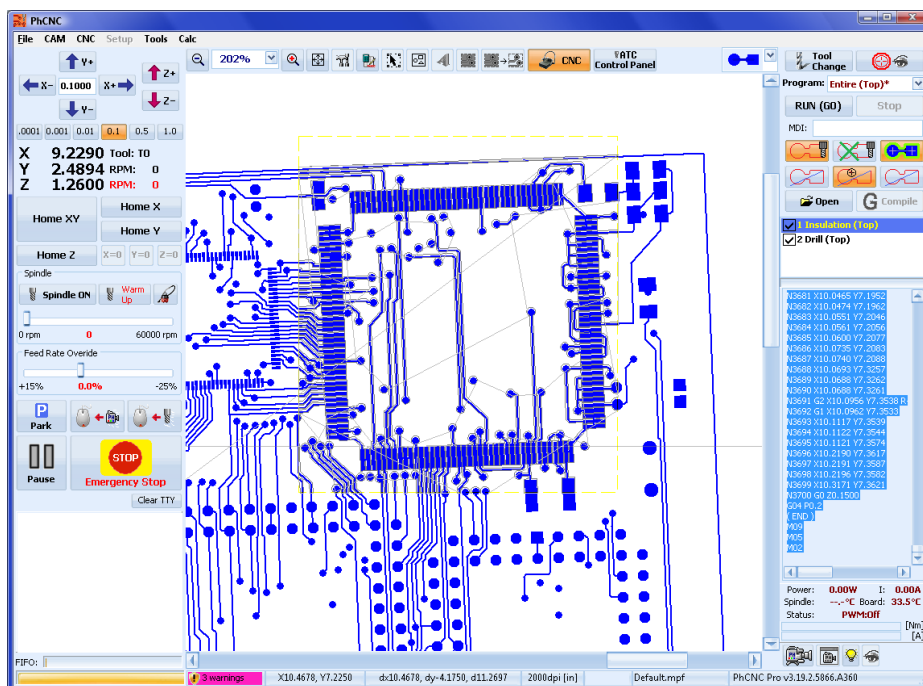 PhCNC
File CAM CNC Setup Tools Calc
Y+
X- 0.1000 X+
Y-
Z+
Z-
.0001 0.001 0.01 0.1 0.5 1.0
X 9.2290 Tool: T0
Y 2.4894 RPM: 0
Z 1.2600 RPM: 0
Home XY
Home X
Home Y
Home Z X=0 Y=0 Z=0
Spindle
Spindle ON
Warm Up
0 rpm 0 60000 rpm
Feed Rate Overide
+15% 0.0% -25%
P
Park
Pause
STOP
Emergency Stop
Clear TTY
FIFO:
202%
CNC
ATC
Control Panel
Tool
Change
Program: Entire (Top)*
RUN (G0) Stop
MDI:
Open
G Compile
1 Insulation (Top)
2 Drill (Top)
N3681 X10.0465 Y7.1952
N3682 X10.0474 Y7.1962
N3683 X10.0551 Y7.2046
N3684 X10.0561 Y7.2056
N3685 X10.0600 Y7.2077
N3686 X10.0735 Y7.2083
N3687 X10.0740 Y7.2088
N3688 X10.0693 Y7.3257
N3689 X10.0688 Y7.3262
N3690 X10.0688 Y7.3261
N3691 G2 X10.0956 Y7.3538 R
N3692 G1 X10.0962 Y7.3533
N3693 X10.1117 Y7.3539
N3694 X10.1122 Y7.3544
N3695 X10.1121 Y7.3574
N3696 X10.2190 Y7.3617
N3697 X10.2191 Y7.3587
N3698 X10.2196 Y7.3582
N3699 X10.3171 Y7.3621
N3700 G0 Z0.1500
G04 P0.2
( END )
M09
M05
M02
Power: 0.00W I: 0.00A
Spindle: --.-°C Board: 33.5°C
Status: PWM:Off
[Nm]
[A]
3 warnings
X10.4678, Y7.2250
dx10.4678, dy-4.1750, d11.2697
2000dpi [in]
Default.mpf
PhCNC Pro v3.19.2.5866.A360